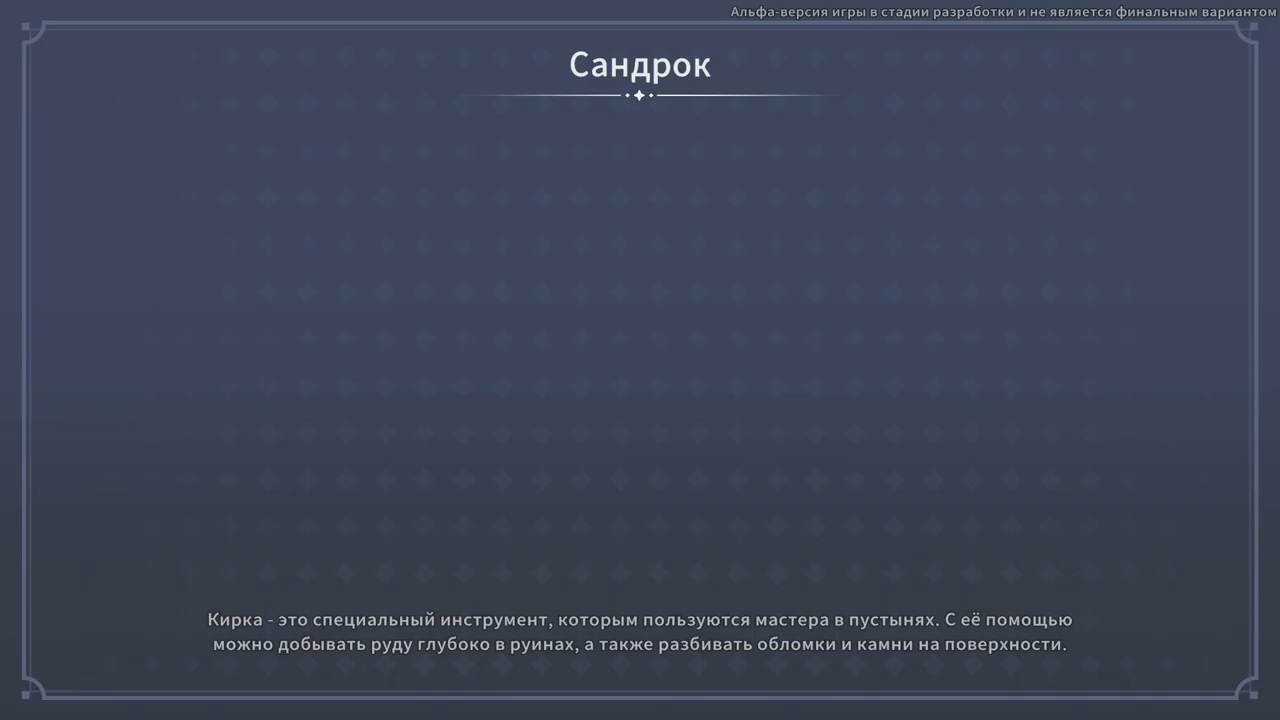 Альфа-версия игры в стадии разработки и не является финальным вариантом
Сандрок
Кирка - это специальный инструмент, которым пользуются мастера в пустынях. С её помощью
можно добывать руду глубоко в руинах, а также разбивать обломки и камни на поверхности.